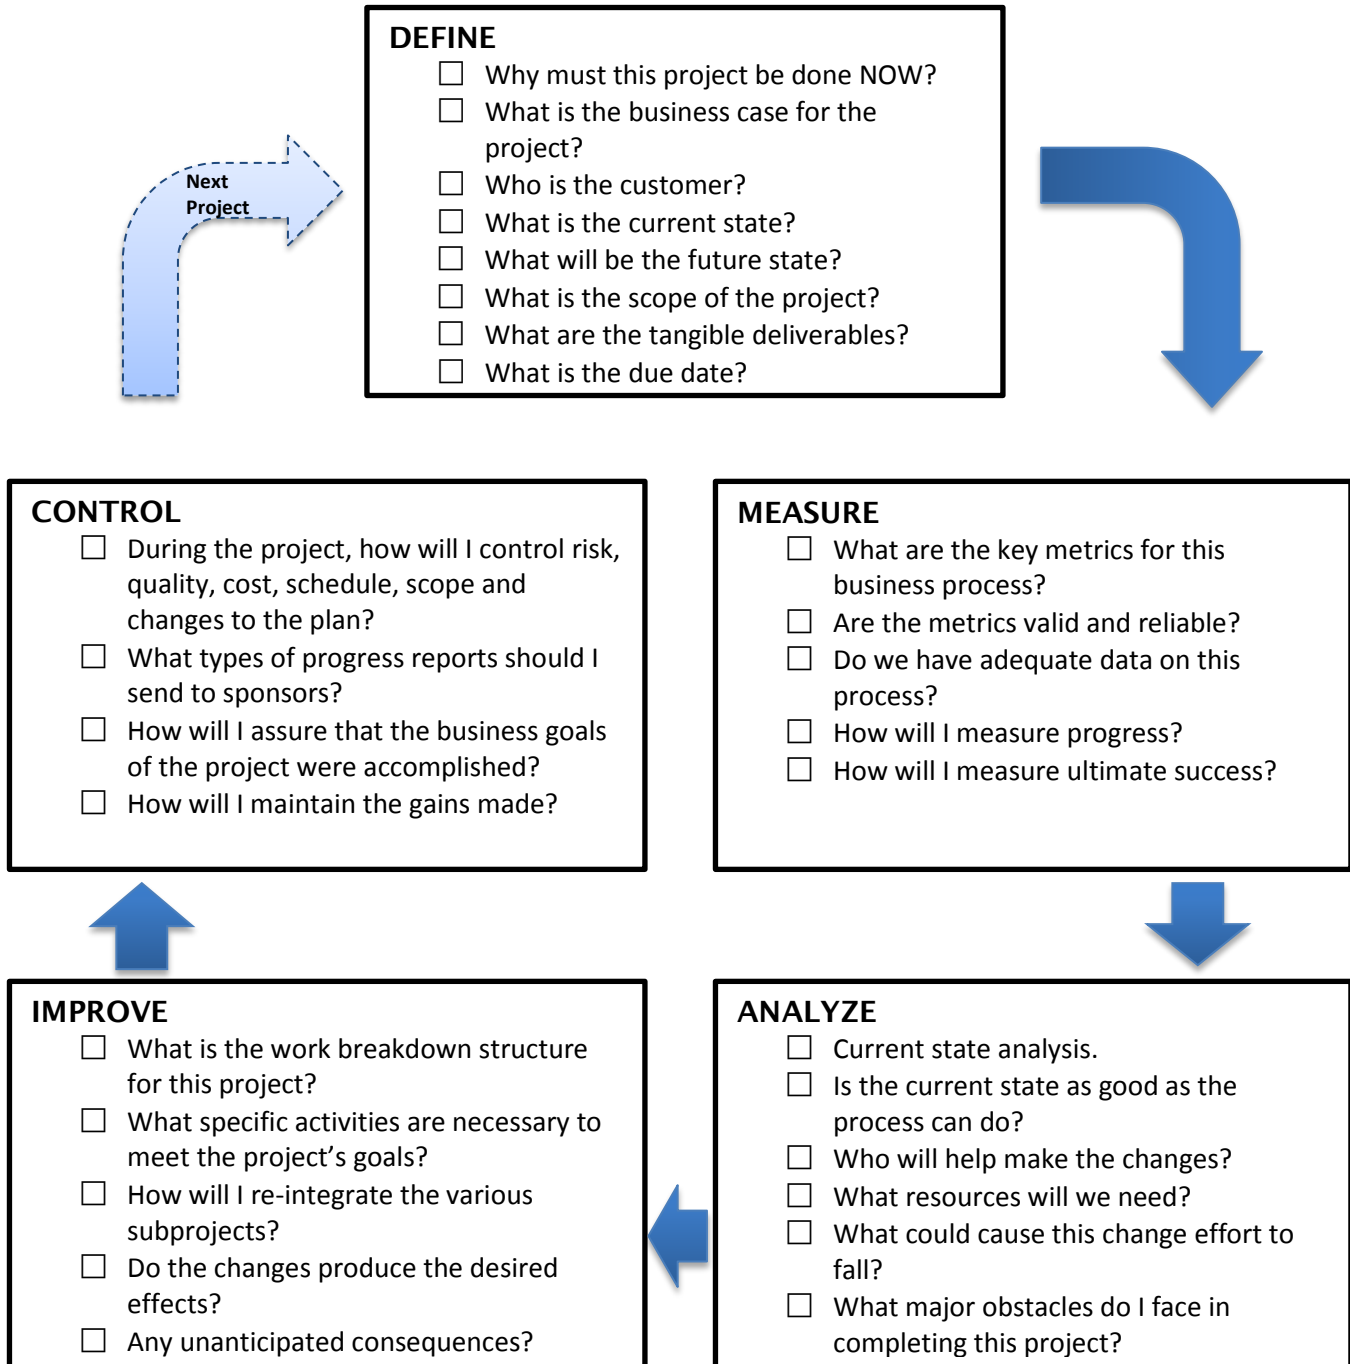 DEFINE
☐ Why must this project be done NOW?
☐ What is the business case for the
project?
☐ Who is the customer?
☐ What is the current state?
☐ What will be the future state?
☐ What is the scope of the project?
☐ What are the tangible deliverables?
☐ What is the due date?
Next
Project
MEASURE
☐ What are the key metrics for this
business process?
☐ Are the metrics valid and reliable?
☐ Do we have adequate data on this
process?
☐ How will I measure progress?
☐ How will I measure ultimate success?
ANALYZE
☐ Current state analysis.
☐ Is the current state as good as the
process can do?
☐ Who will help make the changes?
☐ What resources will we need?
☐ What could cause this change effort to
fall?
☐ What major obstacles do I face in
completing this project?
IMPROVE
☐ What is the work breakdown structure
for this project?
☐ What specific activities are necessary to
meet the project’s goals?
☐ How will I re-integrate the various
subprojects?
☐ Do the changes produce the desired
effects?
☐ Any unanticipated consequences?
CONTROL
☐ During the project, how will I control risk,
quality, cost, schedule, scope and
changes to the plan?
☐ What types of progress reports should I
send to sponsors?
☐ How will I assure that the business goals
of the project were accomplished?
☐ How will I maintain the gains made?